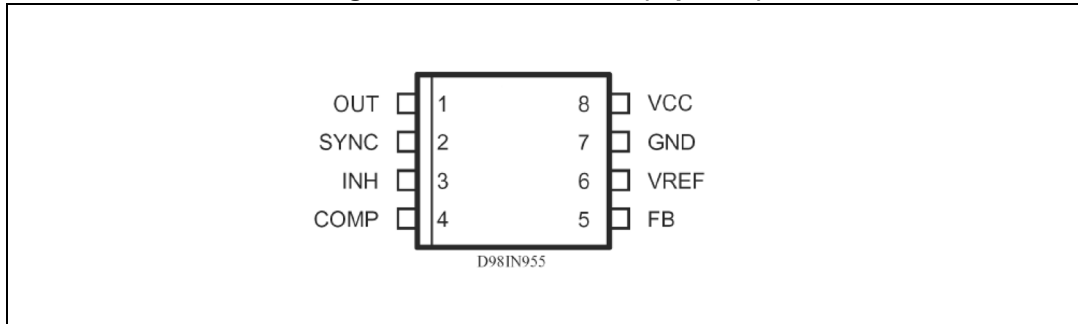 OUT 1 8 VCC
SYNC 2 7 GND
INH 3 6 VREF
COMP 4 5 FB
D98IN955